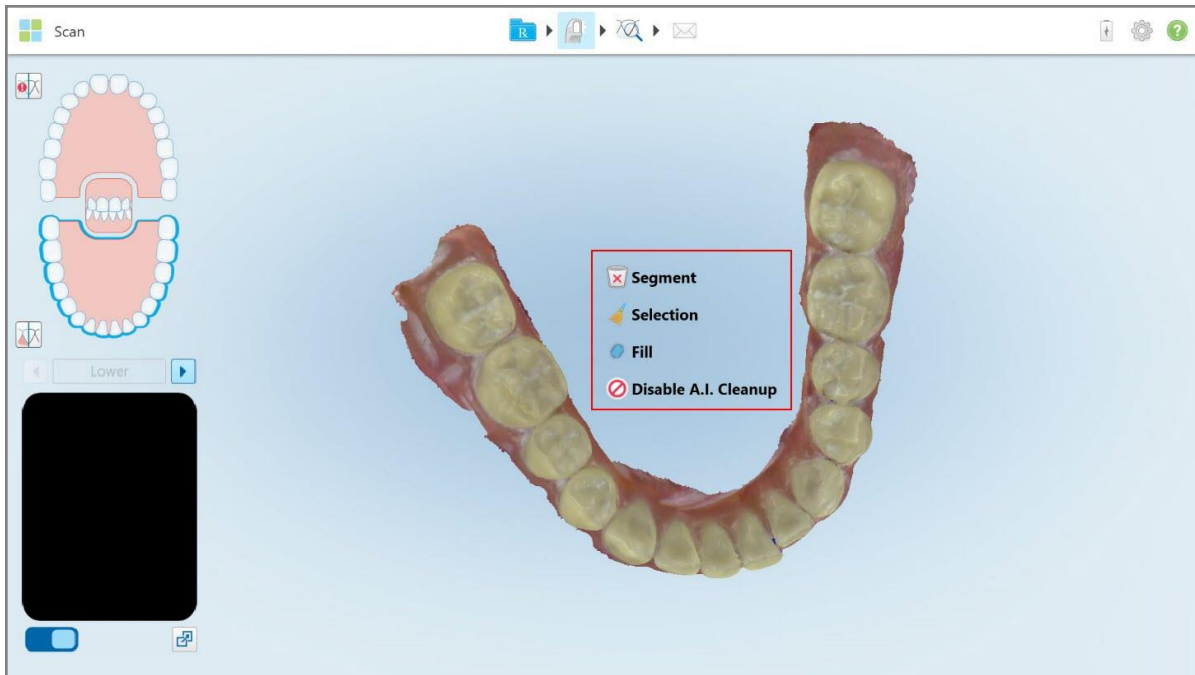 Scan
R
?
Lower
Segment
Selection
Fill
Disable A.I. Cleanup